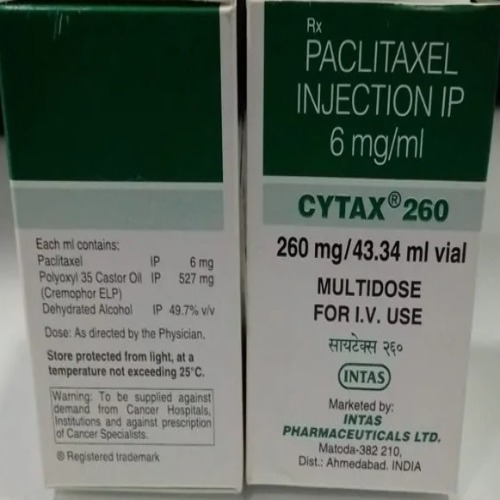 Each ml contains:
Paclitaxel IP 6 mg
Polyoxyl 35 Castor Oil IP 527 mg
(Cremophor ELP)
Dehydrated Alcohol IP 49.7% v/v
Dose: As directed by the Physician.
Store protected from light, at a
temperature not exceeding 25°C.
Warning: To be supplied against
demand from Cancer Hospitals,
Institutions and against prescription
of Cancer Specialists.
® Registered trademark
Rx
PACLITAXEL
INJECTION IP
6 mg/ml
CYTAX® 260
260 mg/43.34 ml vial
MULTIDOSE
FOR I.V. USE
सायटेक्स २६०
INTAS
Marketed by:
INTAS
PHARMACEUTICALS LTD.
Matoda-382 210,
Dist.: Ahmedabad. INDIA